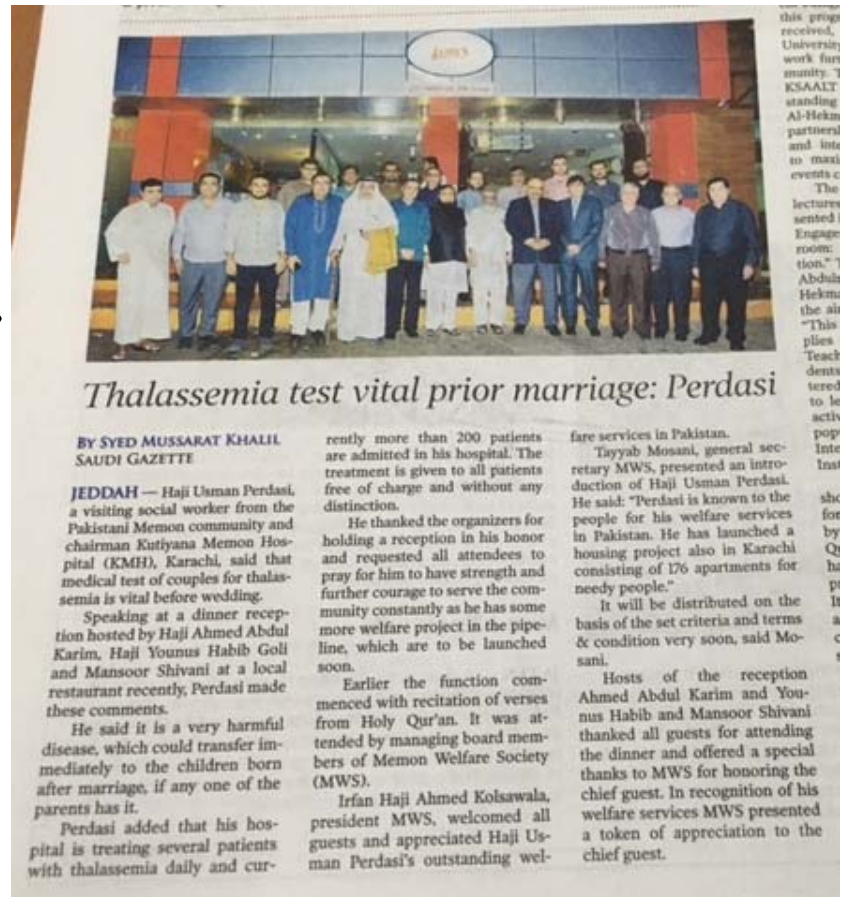 Thalassemia test vital prior marriage: Perdasi
BY SYED MUSSARAT KHALIL
SAUDI GAZETTE
JEDDAH — Haji Usman Perdasi,
a visiting social worker from the
Pakistani Memon community and
chairman Kutiyana Memon Hos-
pital (KMH), Karachi, said that
medical test of couples for thalas-
semia is vital before wedding.
Speaking at a dinner recep-
tion hosted by Haji Ahmed Abdul
Karim, Haji Younus Habib Goli
and Mansoor Shivani at a local
restaurant recently, Perdasi made
these comments.
He said it is a very harmful
disease, which could transfer im-
mediately to the children born
after marriage, if any one of the
parents has it.
Perdasi added that his hos-
pital is treating several patients
with thalassemia daily and cur-
rently more than 200 patients
are admitted in his hospital. The
treatment is given to all patients
free of charge and without any
distinction.
He thanked the organizers for
holding a reception in his honor
and requested all attendees to
pray for him to have strength and
further courage to serve the com-
munity constantly as he has some
more welfare project in the pipe-
line, which are to be launched
soon.
Earlier the function com-
menced with recitation of verses
from Holy Qur'an. It was at-
tended by managing board mem-
bers of Memon Welfare Society
(MWS).
Irfan Haji Ahmed Kolsawala,
president MWS, welcomed all
guests and appreciated Haji Us-
man Perdasi's outstanding wel-
fare services in Pakistan.
Tayyab Mosani, general sec-
retary MWS, presented an intro-
duction of Haji Usman Perdasi.
He said: "Perdasi is known to the
people for his welfare services
in Pakistan. He has launched a
housing project also in Karachi
consisting of 176 apartments for
needy people."
It will be distributed on the
basis of the set criteria and terms
& condition very soon, said Mo-
sani.
Hosts of the reception
Ahmed Abdul Karim and You-
nus Habib and Mansoor Shivani
thanked all guests for attending
the dinner and offered a special
thanks to MWS for honoring the
chief guest. In recognition of his
welfare services MWS presented
a token of appreciation to the
chief guest.
this prog
received,
University
work fur
munity. T
KSAALT
standing
Al-Hekm
partners
and inte
to maxi
events c
The
lectures
sented i
Engage
room:
tion." T
Abdul
Hekma
the ai
"This
plies
Teach
dents
tered
to le
activ
pop
Inte
Inst